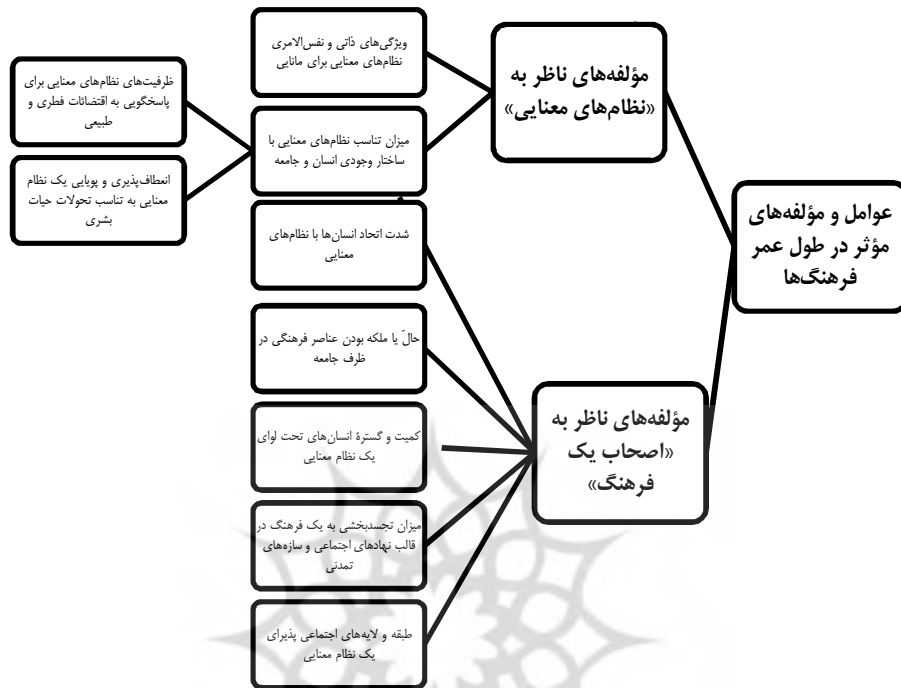 عوامل و مؤلفه‌های
مؤثر در طول عمر
فرهنگ‌ها
مؤلفه‌های ناظر به
«نظام‌های معنایی»
ویژگی‌های ذاتی و نفس‌الامری
نظام‌های معنایی برای مانایی
میزان تناسب نظام‌های معنایی با
ساختار وجودی انسان و جامعه
ظرفیت‌های نظام‌های معنایی برای
پاسخگویی به اقتضائات فطری و
طبیعی
انعطاف‌پذیری و پویایی یک نظام
معنایی به تناسب تحولات حیات
بشری
مؤلفه‌های ناظر به
«اصحاب یک
فرهنگ»
شدت اتحاد انسان‌ها با نظام‌های
معنایی
حالّ یا ملکه بودن عناصر فرهنگی در
ظرف جامعه
کمیت و گسترهٔ انسان‌های تحت لوای
یک نظام معنایی
میزان تجسدبخشی به یک فرهنگ در
قالب نهادهای اجتماعی و سازه‌های
تمدنی
طبقه و لایه‌های اجتماعی پذیرای
یک نظام معنایی